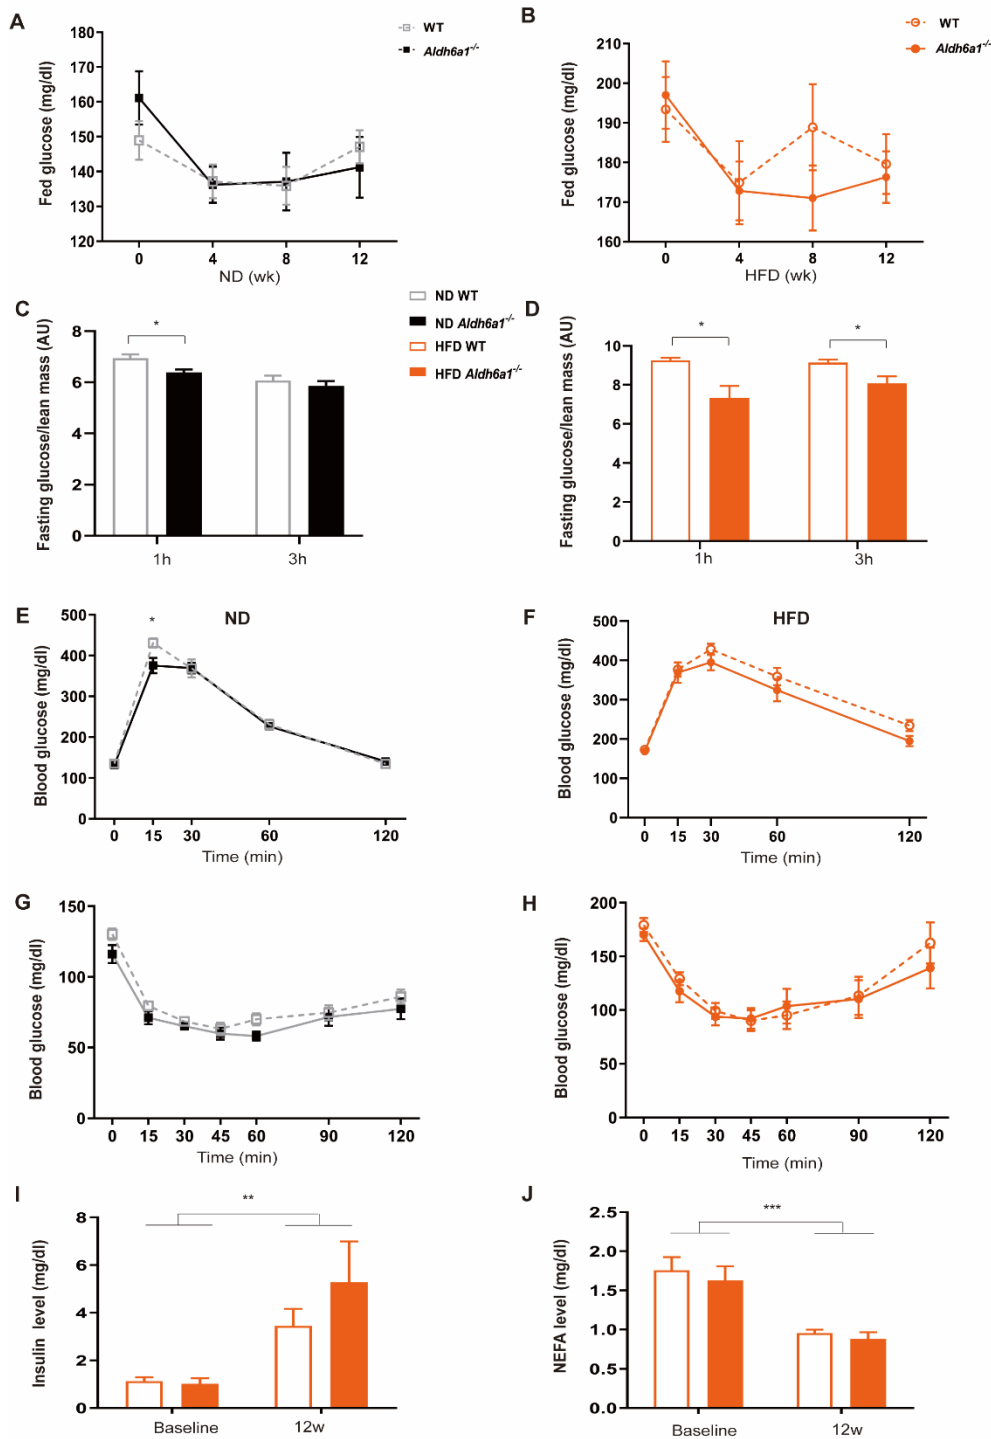 A
WT
Aldh6a1-/-
Fed glucose (mg/dl)
170
160
150
140
130
120
0 4 8 12
ND (wk)
B
WT
Aldh6a1-/-
Fed glucose (mg/dl)
210
200
190
180
170
160
0 4 8 12
HFD (wk)
C
ND WT
ND Aldh6a1-/-
HFD WT
HFD Aldh6a1-/-
Fasting glucose/lean mass (AU)
8
6
4
2
0
*
1h 3h
D
Fasting glucose/lean mass (AU)
10
8
6
4
2
0
* *
1h 3h
E
ND
Blood glucose (mg/dl)
500
400
300
200
100
0
*
0 15 30 60 120
Time (min)
F
HFD
Blood glucose (mg/dl)
500
400
300
200
100
0
0 15 30 60 120
Time (min)
G
Blood glucose (mg/dl)
150
100
50
0
0 15 30 45 60 90 120
Time (min)
H
Blood glucose (mg/dl)
200
150
100
50
0
0 15 30 45 60 90 120
Time (min)
I
Insulin level (mg/dl)
8
6
4
2
0
**
Baseline 12w
J
NEFA level (mg/dl)
2.5
2.0
1.5
1.0
0.5
0.0
***
Baseline 12w